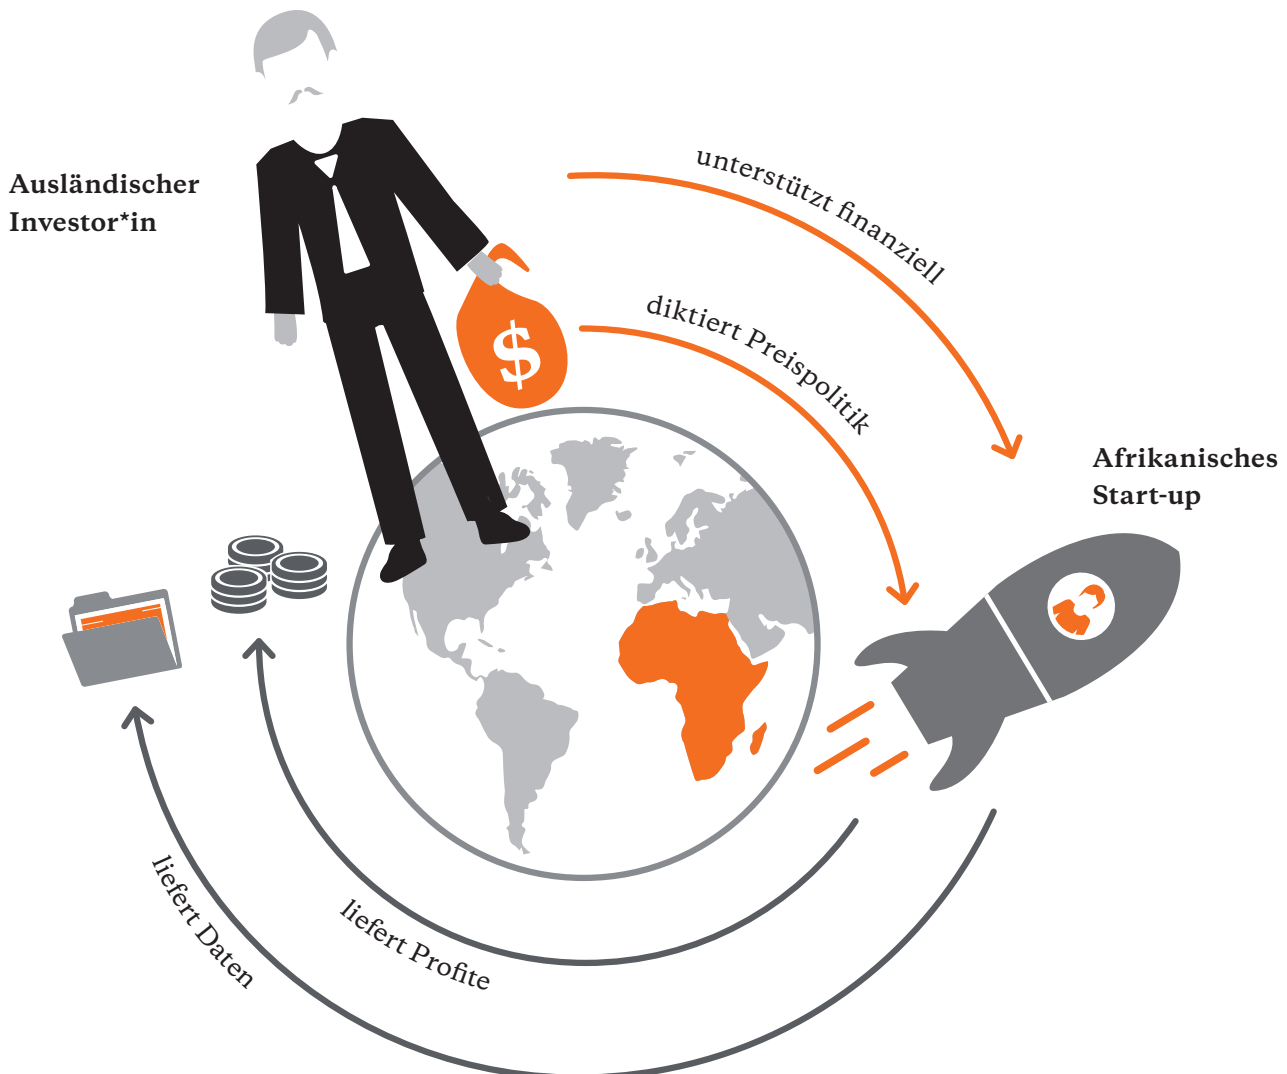 Ausländischer
Investor*in
unterstützt finanziell
diktiert Preispolitik
$
Afrikanisches
Start-up
liefert Profite
liefert Daten